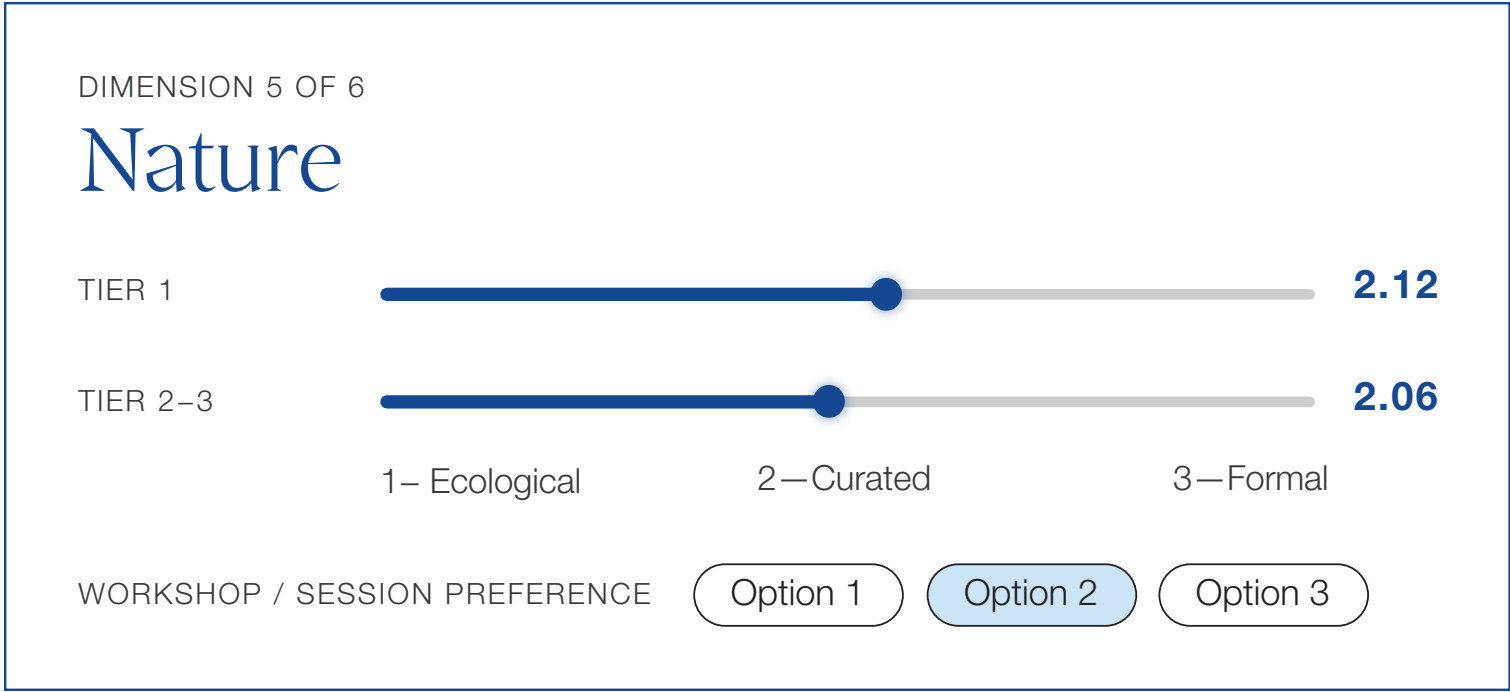 DIMENSION 5 OF 6
Nature
TIER 1 2.12
TIER 2–3 2.06
1– Ecological 2—Curated 3—Formal
WORKSHOP / SESSION PREFERENCE Option 1 Option 2 Option 3